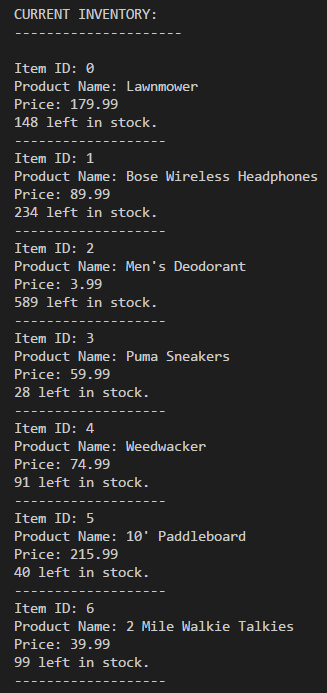 CURRENT INVENTORY:
---------------------
Item ID: 0
Product Name: Lawnmower
Price: 179.99
148 left in stock.
-------------------
Item ID: 1
Product Name: Bose Wireless Headphones
Price: 89.99
234 left in stock.
-------------------
Item ID: 2
Product Name: Men's Deodorant
Price: 3.99
589 left in stock.
-------------------
Item ID: 3
Product Name: Puma Sneakers
Price: 59.99
28 left in stock.
-------------------
Item ID: 4
Product Name: Weedwacker
Price: 74.99
91 left in stock.
-------------------
Item ID: 5
Product Name: 10' Paddleboard
Price: 215.99
40 left in stock.
-------------------
Item ID: 6
Product Name: 2 Mile Walkie Talkies
Price: 39.99
99 left in stock.
-------------------